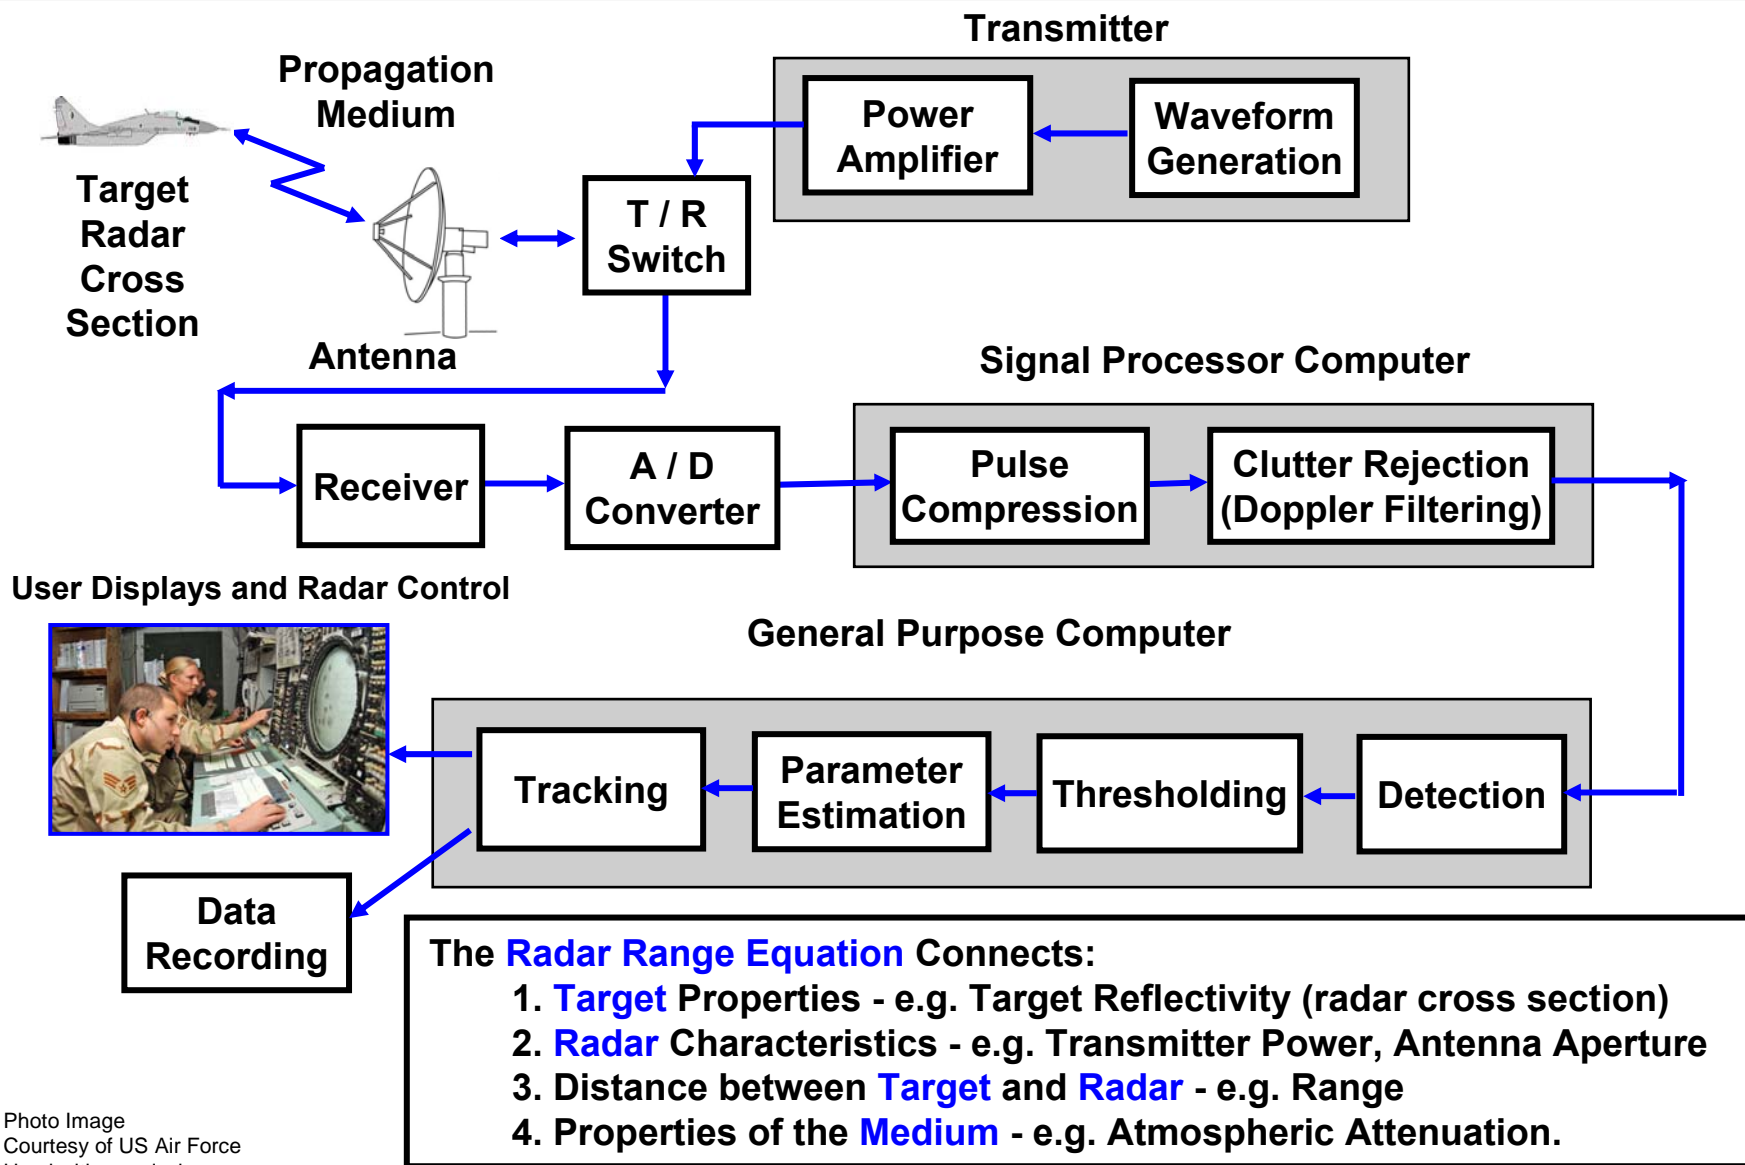 Transmitter
Propagation
Medium
Power
Amplifier
Waveform
Generation
Target
Radar
Cross
Section
T / R
Switch
Antenna
Signal Processor Computer
Receiver
A / D
Converter
Pulse
Compression
Clutter Rejection
(Doppler Filtering)
User Displays and Radar Control
General Purpose Computer
Tracking
Parameter
Estimation
Thresholding
Detection
Data
Recording
The Radar Range Equation Connects:
1. Target Properties - e.g. Target Reflectivity (radar cross section)
2. Radar Characteristics - e.g. Transmitter Power, Antenna Aperture
3. Distance between Target and Radar - e.g. Range
4. Properties of the Medium - e.g. Atmospheric Attenuation.
Photo Image
Courtesy of US Air Force